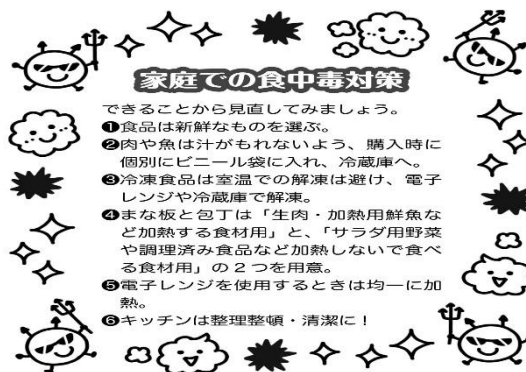 家庭での食中毒対策
できることから見直してみましょう。
❶食品は新鮮なものを選ぶ。
❷肉や魚は汁がもれないよう、購入時に
個別にビニール袋に入れ、冷蔵庫へ。
❸冷凍食品は室温での解凍は避け、電子
レンジや冷蔵庫で解凍。
❹まな板と包丁は「生肉・加熱用鮮魚な
ど加熱する食材用」と、「サラダ用野菜
や調理済み食品など加熱しないで食べ
る食材用」の２つを用意。
❺電子レンジを使用するときは均一に加
熱。
❻キッチンは整理整頓・清潔に！